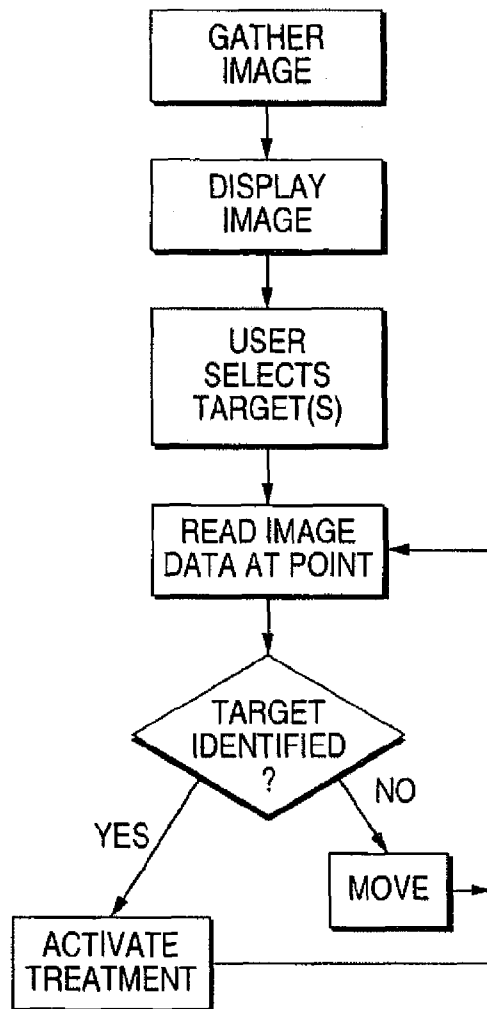 GATHER
IMAGE
DISPLAY
IMAGE
USER
SELECTS
TARGET(S)
READ IMAGE
DATA AT POINT
TARGET
IDENTIFIED
?
YES
NO
MOVE
ACTIVATE
TREATMENT